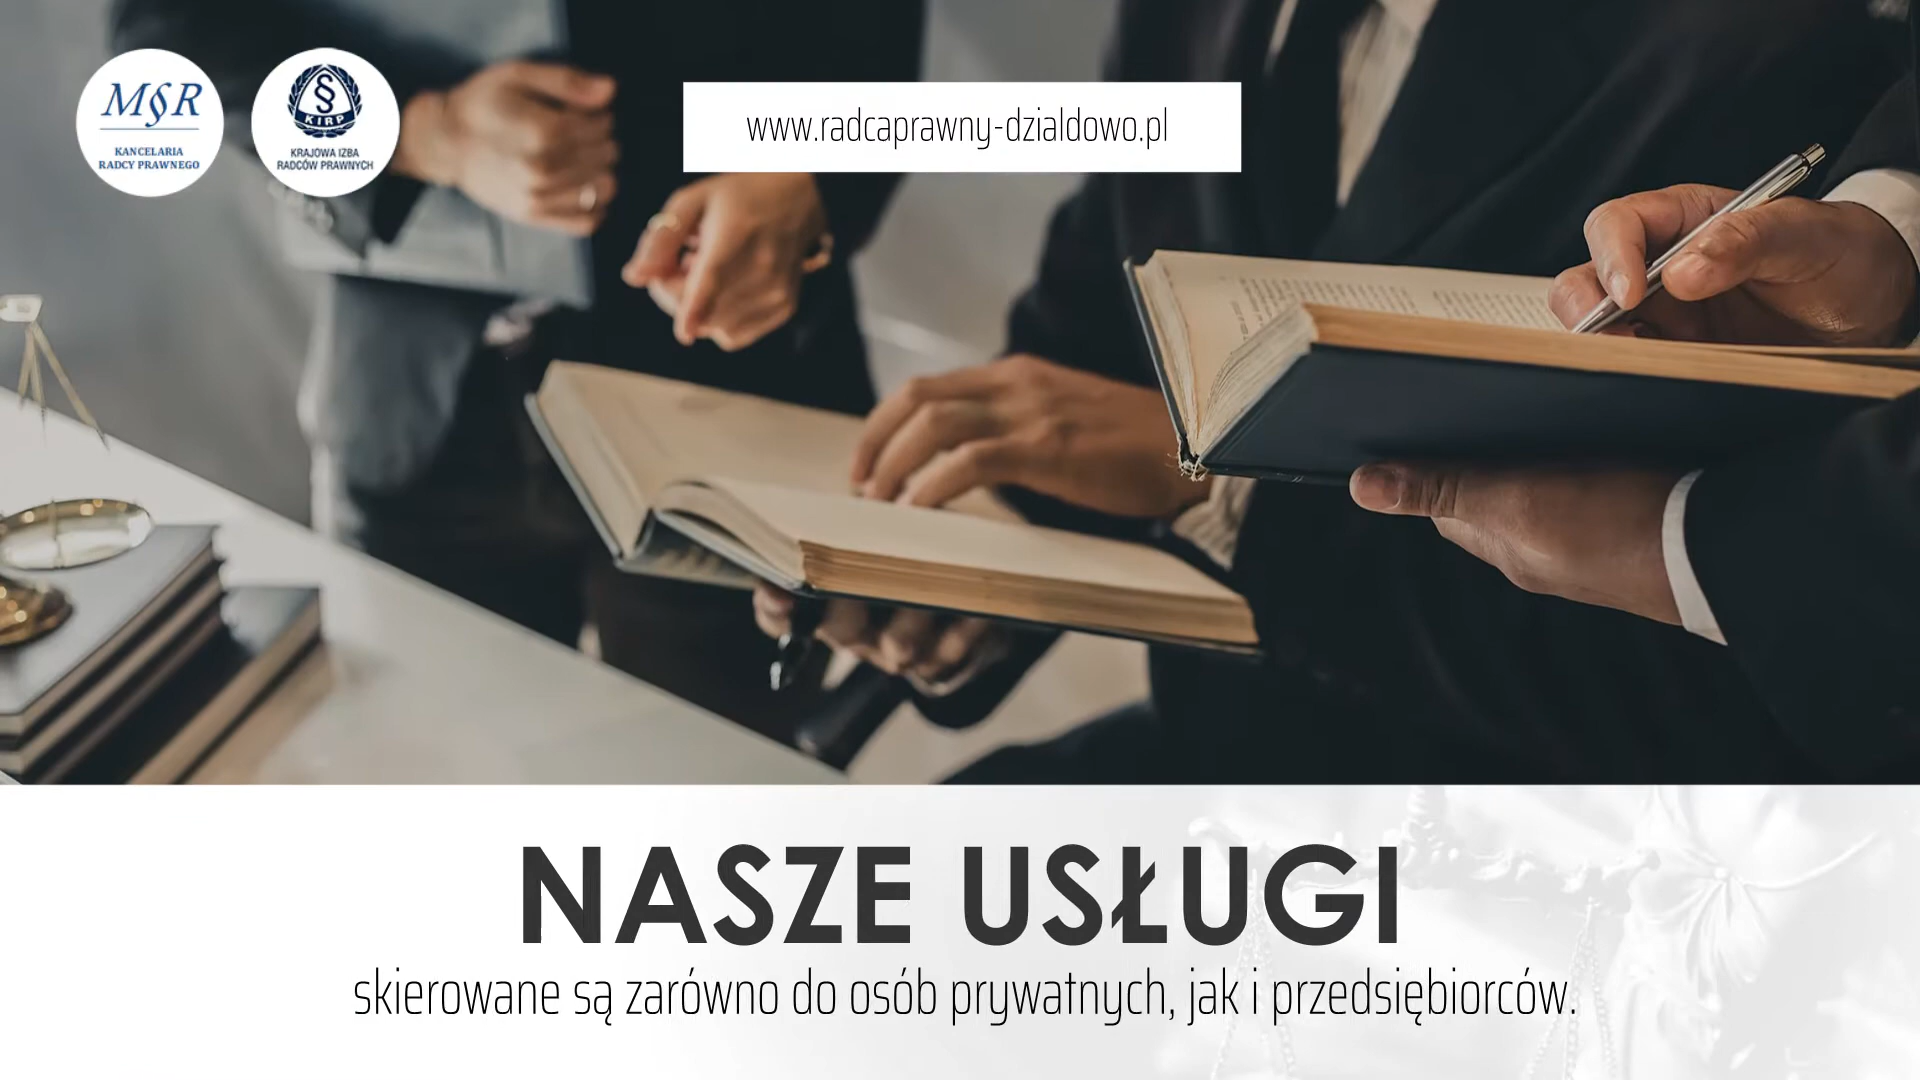 M§R
KANCELARIA
RADCY PRAWNEGO
§
KIRP
KRAJOWA IZBA
RADCÓW PRAWNYCH
www.radcaprawny-dzialdowo.pl
NASZE USŁUGI
skierowane są zarówno do osób prywatnych, jak i przedsiębiorców.